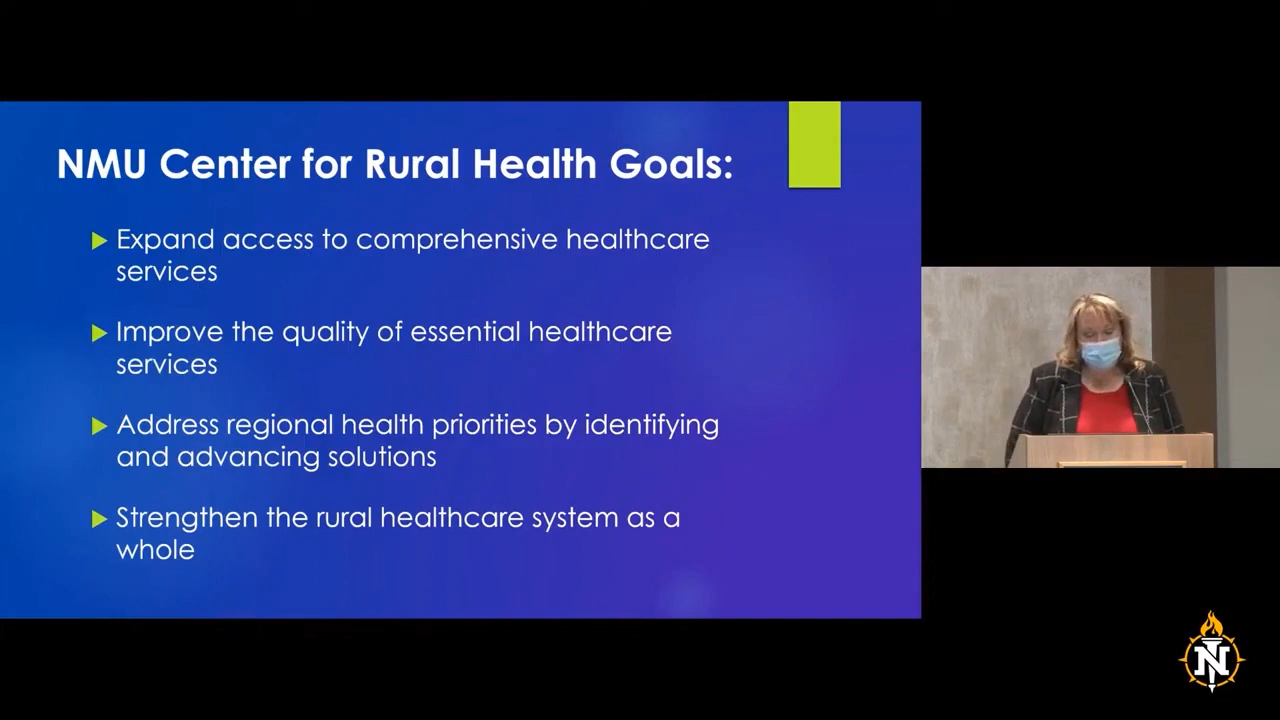 NMU Center for Rural Health Goals:
Expand access to comprehensive healthcare
services
Improve the quality of essential healthcare
services
Address regional health priorities by identifying
and advancing solutions
Strengthen the rural healthcare system as a
whole
N